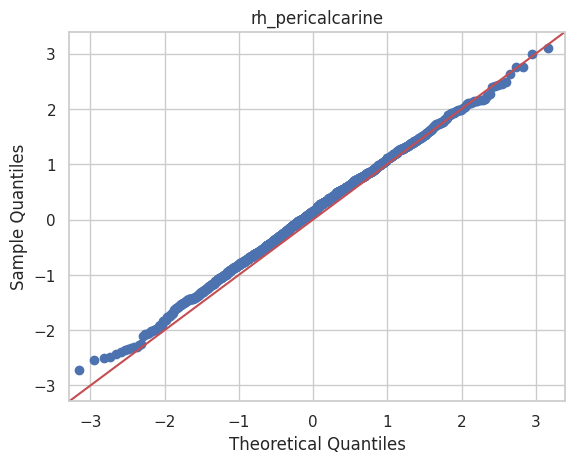 rh_pericalcarine
3
2
1
0
−1
−2
−3
Sample Quantiles
−3 −2 −1 0 1 2 3
Theoretical Quantiles